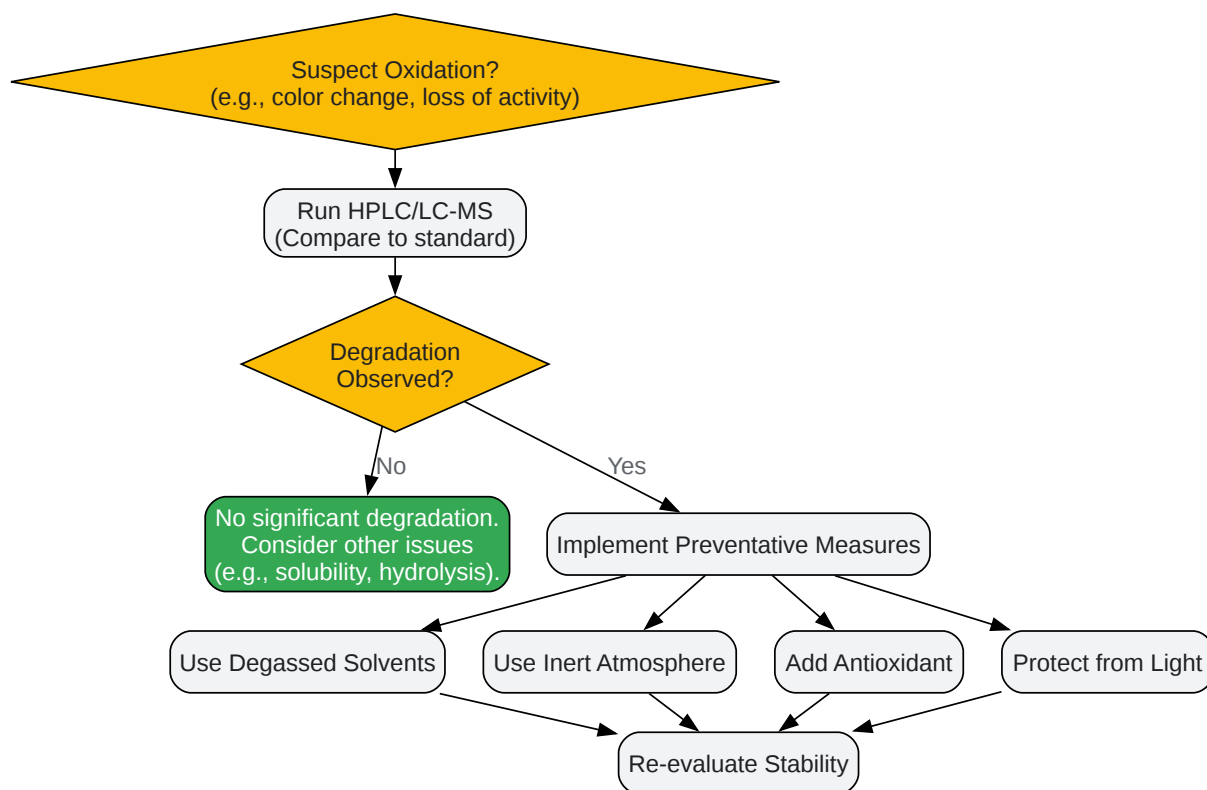 Suspect Oxidation?
(e.g., color change, loss of activity)
Run HPLC/LC-MS
(Compare to standard)
Degradation
Observed?
No
Yes
No significant degradation.
Consider other issues
(e.g., solubility, hydrolysis).
Implement Preventative Measures
Use Degassed Solvents
Use Inert Atmosphere
Add Antioxidant
Protect from Light
Re-evaluate Stability